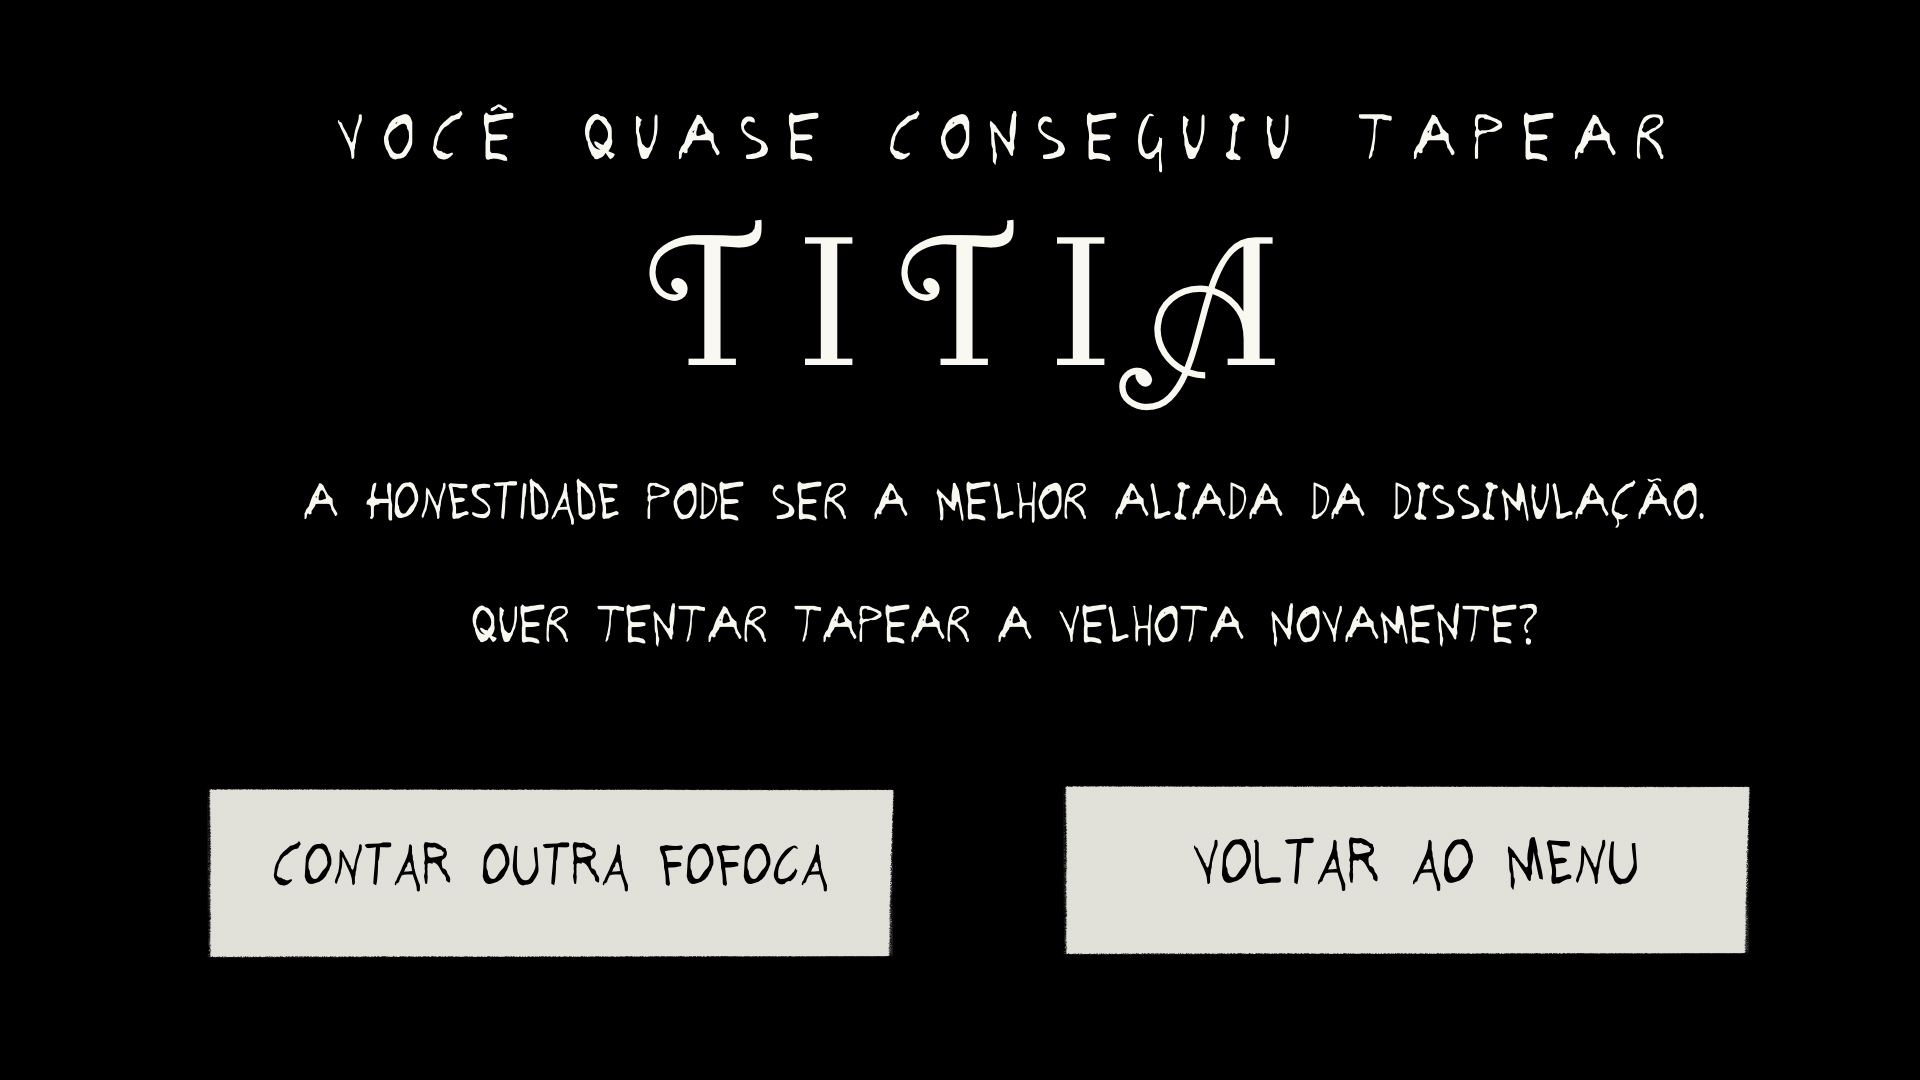 VOCÊ QUASE CONSEGUIU TAPEAR
TITIA
A HONESTIDADE PODE SER A MELHOR ALIADA DA DISSIMULAÇÃO.
QUER TENTAR TAPEAR A VELHOTA NOVAMENTE?
CONTAR OUTRA FOFOCA
VOLTAR AO MENU